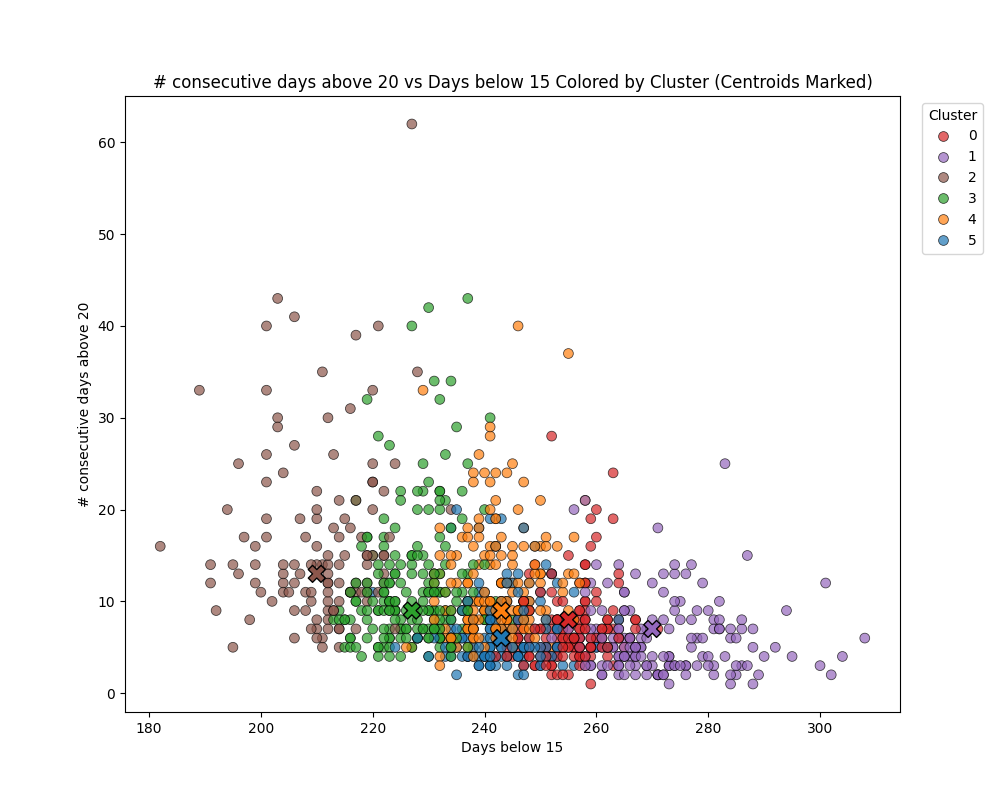 # consecutive days above 20 vs Days below 15 Colored by Cluster (Centroids Marked)
Cluster
0
1
2
3
4
5
# consecutive days above 20
60
50
40
30
20
10
0
180 200 220 240 260 280 300
Days below 15